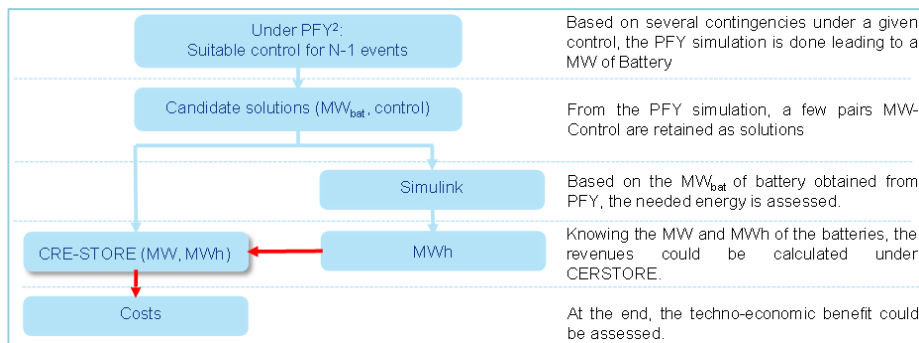 Under PFY²:
Suitable control for N-1 events
Based on several contingencies under a given
control, the PFY simulation is done leading to a
MW of Battery
Candidate solutions (MWbat, control)
From the PFY simulation, a few pairs MW-
Control are retained as solutions
Simulink
Based on the MWbat of battery obtained from
PFY, the needed energy is assessed.
CRE-STORE (MW, MWh)
MWh
Knowing the MW and MWh of the batteries, the
revenues could be calculated under
CERSTORE.
Costs
At the end, the techno-economic benefit could
be assessed.